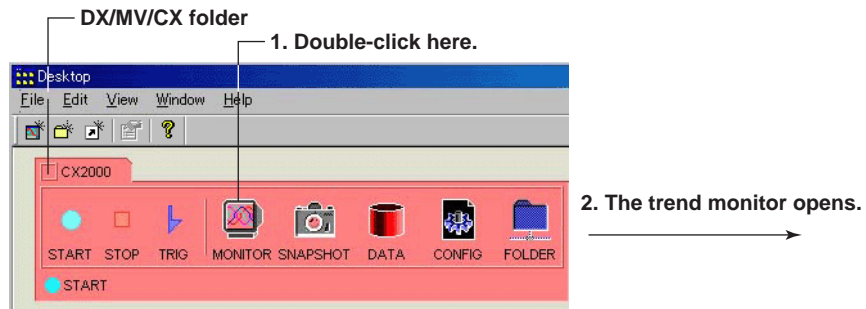 DX/MV/CX folder
1. Double-click here.
Desktop
File Edit View Window Help
CX2000
2. The trend monitor opens.
START STOP TRIG MONITOR SNAPSHOT DATA CONFIG FOLDER
START